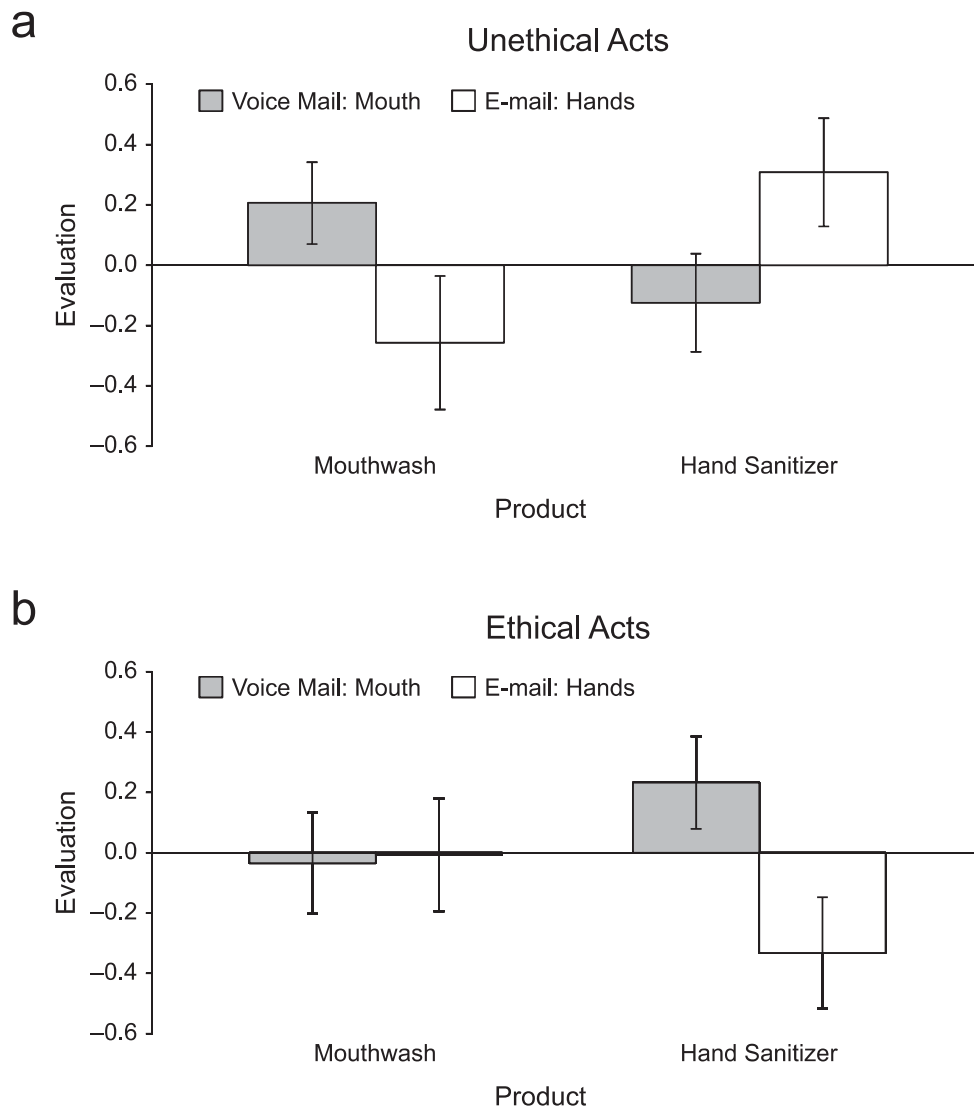 a
Unethical Acts
0.6
Voice Mail: Mouth
E-mail: Hands
0.4
0.2
0.0
–0.2
–0.4
–0.6
Evaluation
Mouthwash
Hand Sanitizer
Product
b
Ethical Acts
0.6
Voice Mail: Mouth
E-mail: Hands
0.4
0.2
0.0
–0.2
–0.4
–0.6
Evaluation
Mouthwash
Hand Sanitizer
Product